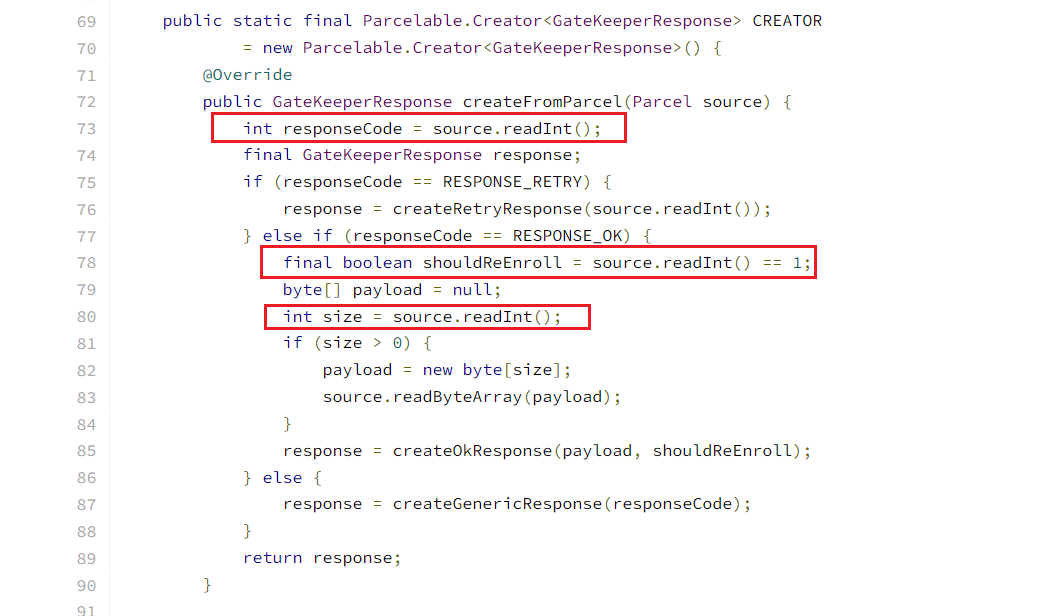 69 public static final Parcelable.Creator<GateKeeperResponse> CREATOR
70 = new Parcelable.Creator<GateKeeperResponse>() {
71 @Override
72 public GateKeeperResponse createFromParcel(Parcel source) {
73 int responseCode = source.readInt();
74 final GateKeeperResponse response;
75 if (responseCode == RESPONSE_RETRY) {
76 response = createRetryResponse(source.readInt());
77 } else if (responseCode == RESPONSE_OK) {
78 final boolean shouldReEnroll = source.readInt() == 1;
79 byte[] payload = null;
80 int size = source.readInt();
81 if (size > 0) {
82 payload = new byte[size];
83 source.readByteArray(payload);
84 }
85 response = createOkResponse(payload, shouldReEnroll);
86 } else {
87 response = createGenericResponse(responseCode);
88 }
89 return response;
90 }
91